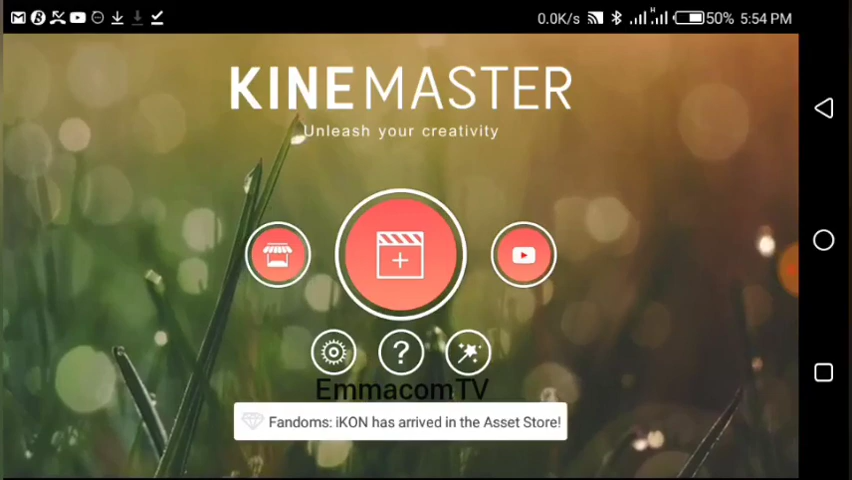 0.0K/s H 50% 5:54 PM
KINEMASTER
Unleash your creativity
EmmacomTV
Fandoms: iKON has arrived in the Asset Store!